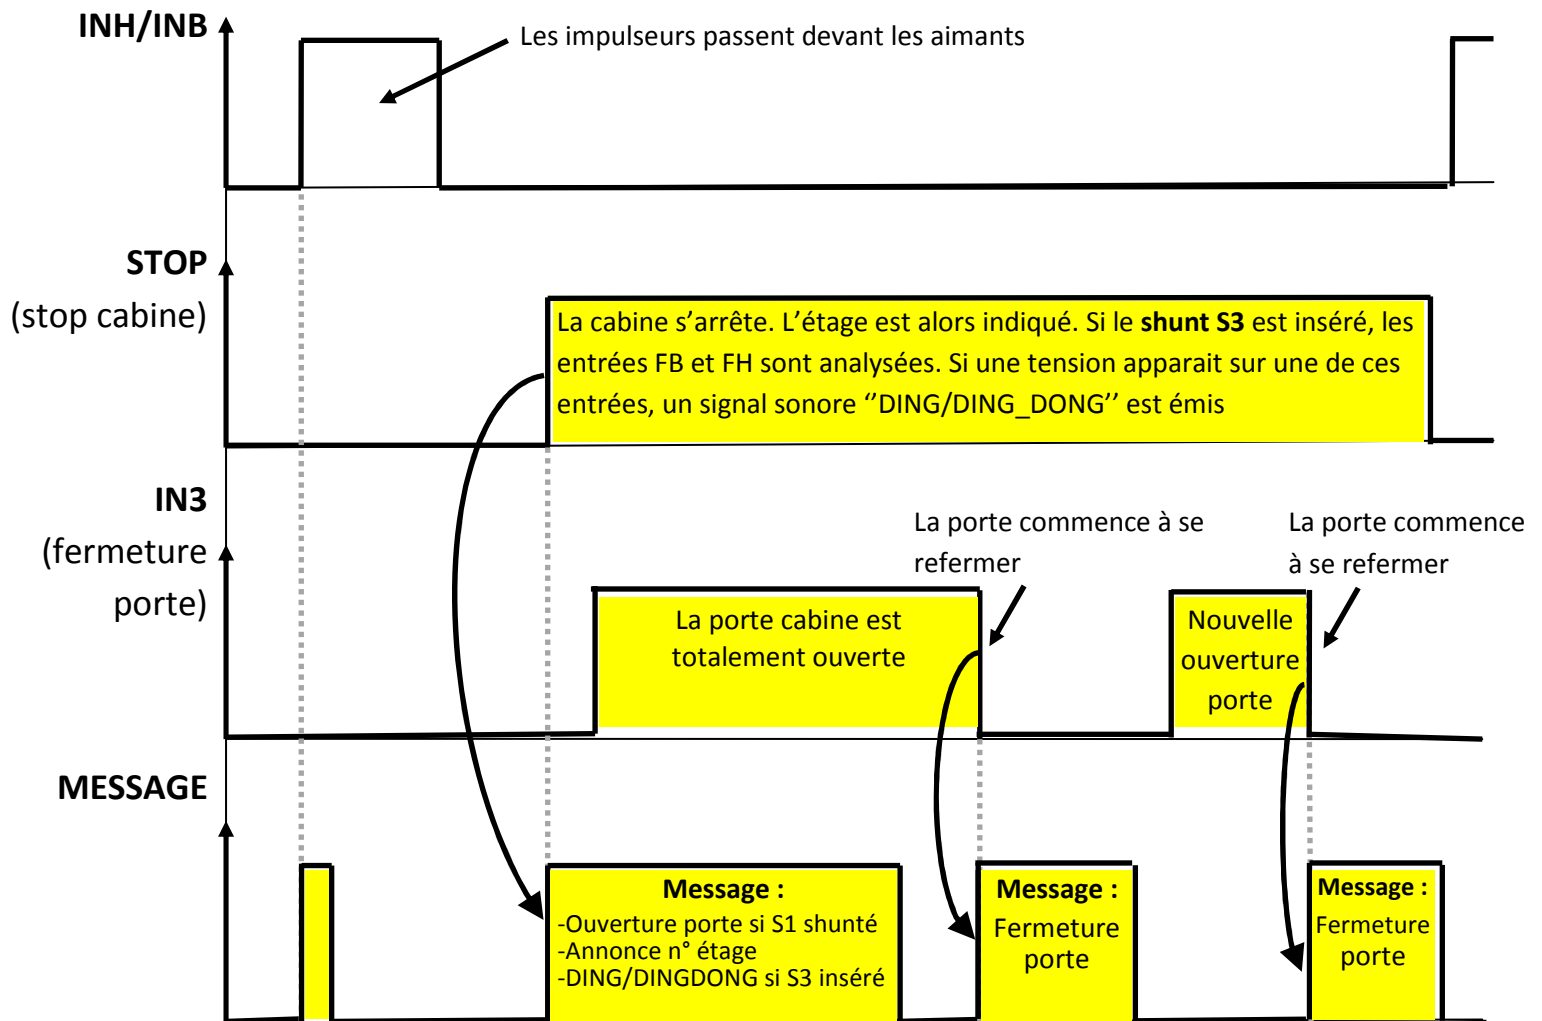 INH/INB
Les impulseurs passent devant les aimants
STOP
(stop cabine)
La cabine s’arrête. L’étage est alors indiqué. Si le shunt S3 est inséré, les
entrées FB et FH sont analysées. Si une tension apparait sur une de ces
entrées, un signal sonore ‘’DING/DING_DONG’’ est émis
IN3
(fermeture
porte)
La porte commence à se
refermer
La porte commence
à se refermer
La porte cabine est
totalement ouverte
Nouvelle
ouverture
porte
MESSAGE
Message :
-Ouverture porte si S1 shunté
-Annonce n° étage
-DING/DINGDONG si S3 inséré
Message :
Fermeture
porte
Message :
Fermeture
porte